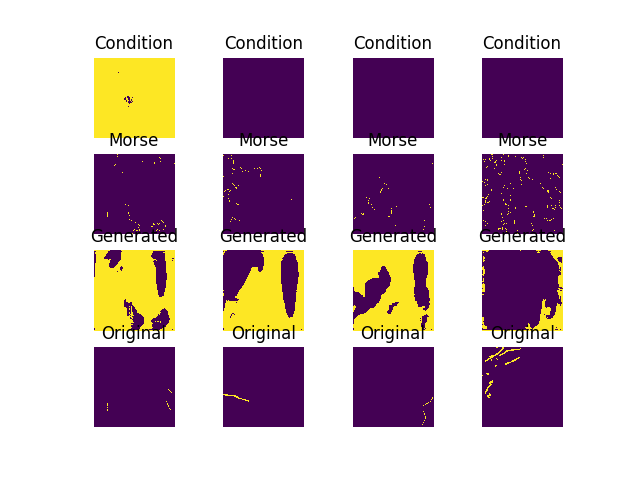 Condition Condition Condition Condition
Morse Morse Morse Morse
Generated Generated Generated Generated
Original Original Original Original